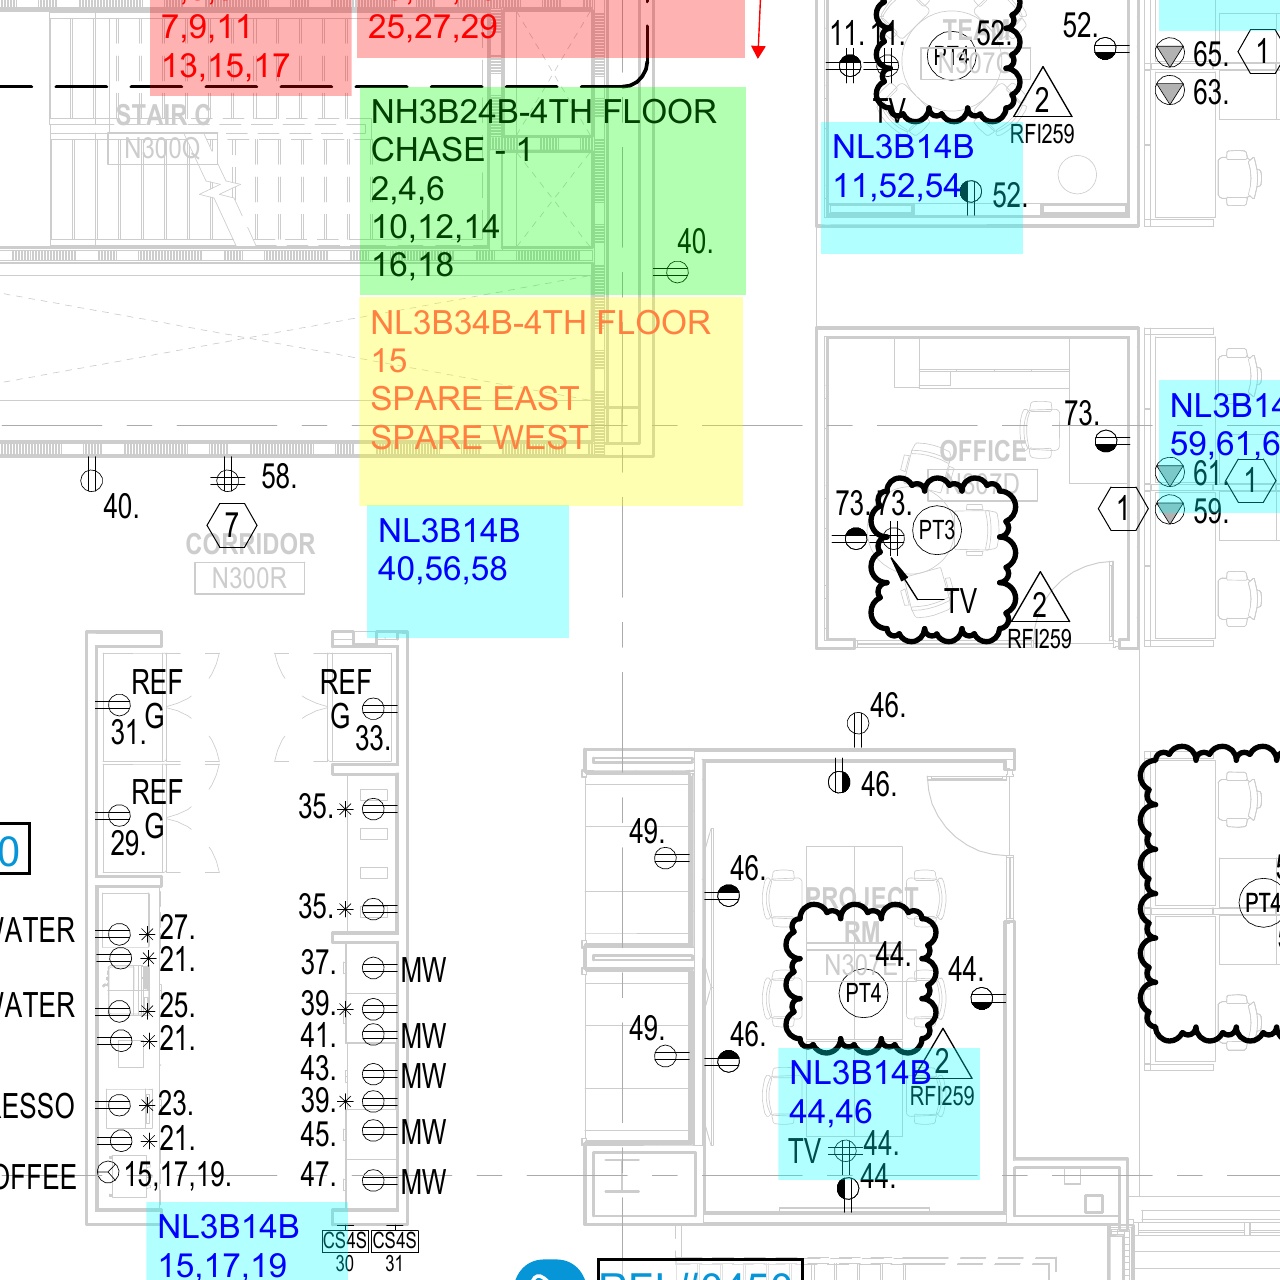 7,9,11
13,15,17
25,27,29
STAIR C
N300Q
NH3B24B-4TH FLOOR
CHASE - 1
2,4,6
10,12,14
16,18
40.
NL3B34B-4TH FLOOR
15
SPARE EAST
SPARE WEST
40.
58.
7
CORRIDOR
N300R
NL3B14B
40,56,58
11.
11.
52.
PT4
TV
2
RFI259
NL3B14B
11,52,54
52.
52.
65.
1
63.
OFFICE
N307D
73.
73.
73.
PT3
TV
2
RFI259
1
NL3B14
59,61,6
61.
1
59.
REF
G
31.
REF
G
33.
REF
G
29.
35.
35.
0
WATER
27.
21.
WATER
25.
21.
ESSO
23.
21.
OFFEE
15,17,19.
37.
MW
39.
41.
MW
43.
MW
39.
45.
MW
47.
MW
NL3B14B
15,17,19
CS4S
30
CS4S
31
46.
46.
49.
46.
PROJECT
RM
N307E
44.
PT4
44.
49.
46.
2
RFI259
NL3B14B
44,46
TV
44.
44.
PT4